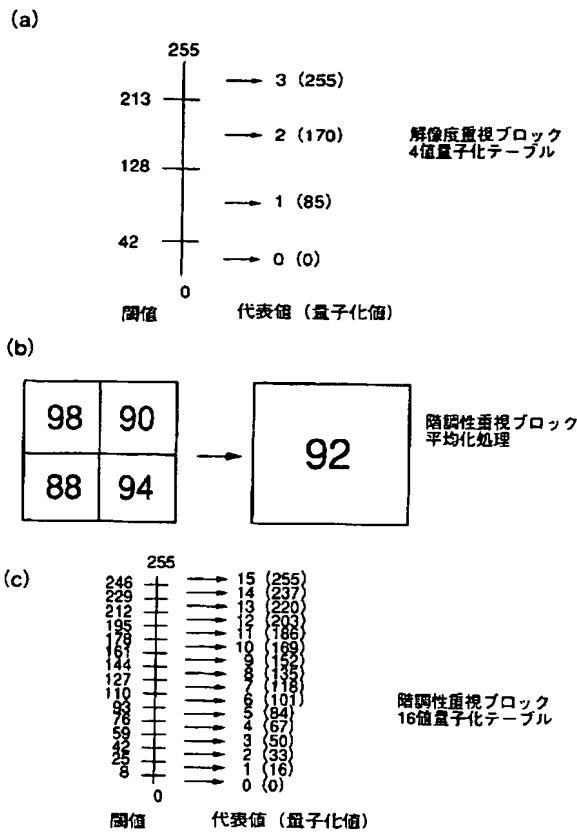 (a)
255
3 (255)
213
2 (170)
解像度重視ブロック
4値量子化テーブル
128
1 (85)
42
0 (0)
0
閾値 代表値 (量子化値)
(b)
98 90
88 94
92
階調性重視ブロック
平均化処理
(c)
255
246 15 (255)
229 14 (237)
212 13 (220)
195 12 (203)
178 11 (186)
161 10 (169)
144 9 (152)
127 8 (135)
110 7 (118)
93 6 (101)
76 5 (84)
59 4 (67)
42 3 (50)
25 2 (33)
8 1 (16)
0 (0)
0
階調性重視ブロック
16値量子化テーブル
閾値 代表値 (量子化値)